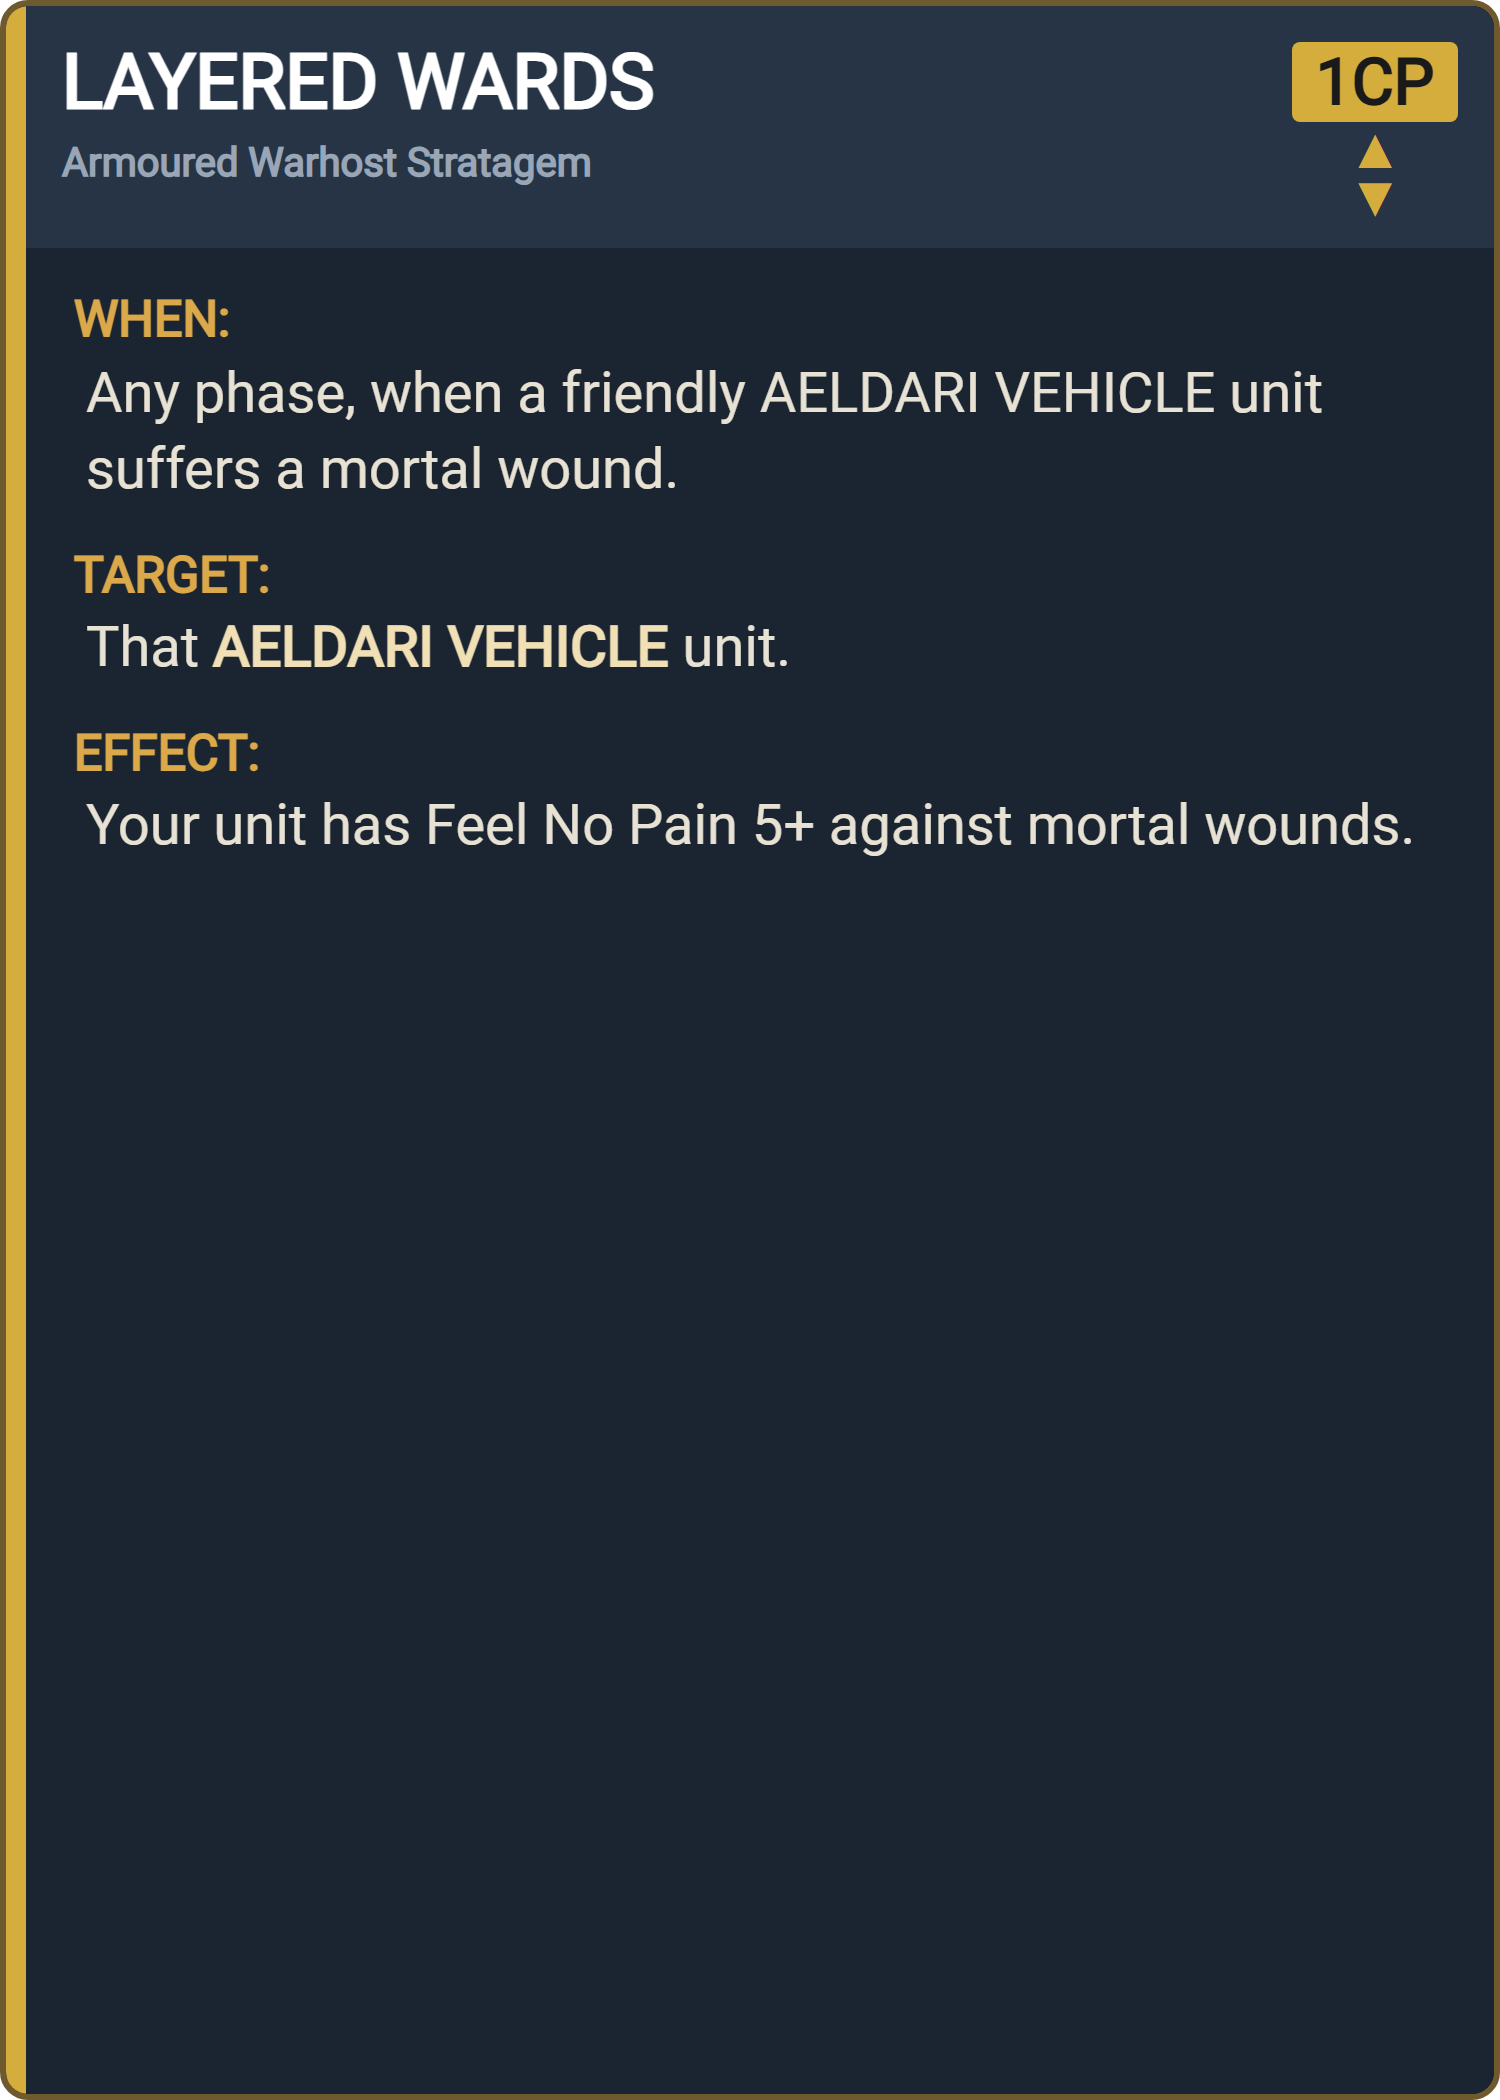 LAYERED WARDS
Armoured Warhost Stratagem
1CP
▲
▼
WHEN:
Any phase, when a friendly AELDARI VEHICLE unit
suffers a mortal wound.
TARGET:
That AELDARI VEHICLE unit.
EFFECT:
Your unit has Feel No Pain 5+ against mortal wounds.